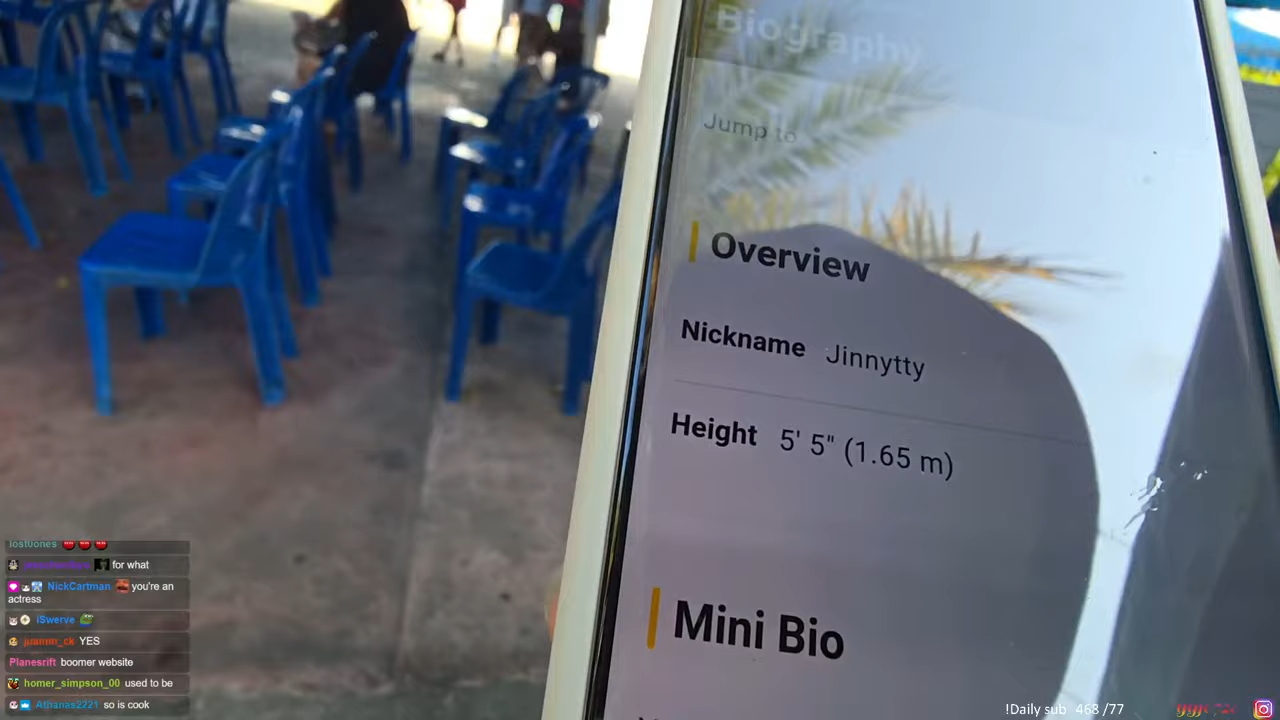 Biography
Jump to
Overview
Nickname Jinnytty
Height 5' 5" (1.65 m)
Mini Bio
for what
NickCartman you're an
actress
iSwerve
YES
Planesrift boomer website
homer_simpson_00 used to be
Athanas2221 so is cook
!Daily sub 468 /77